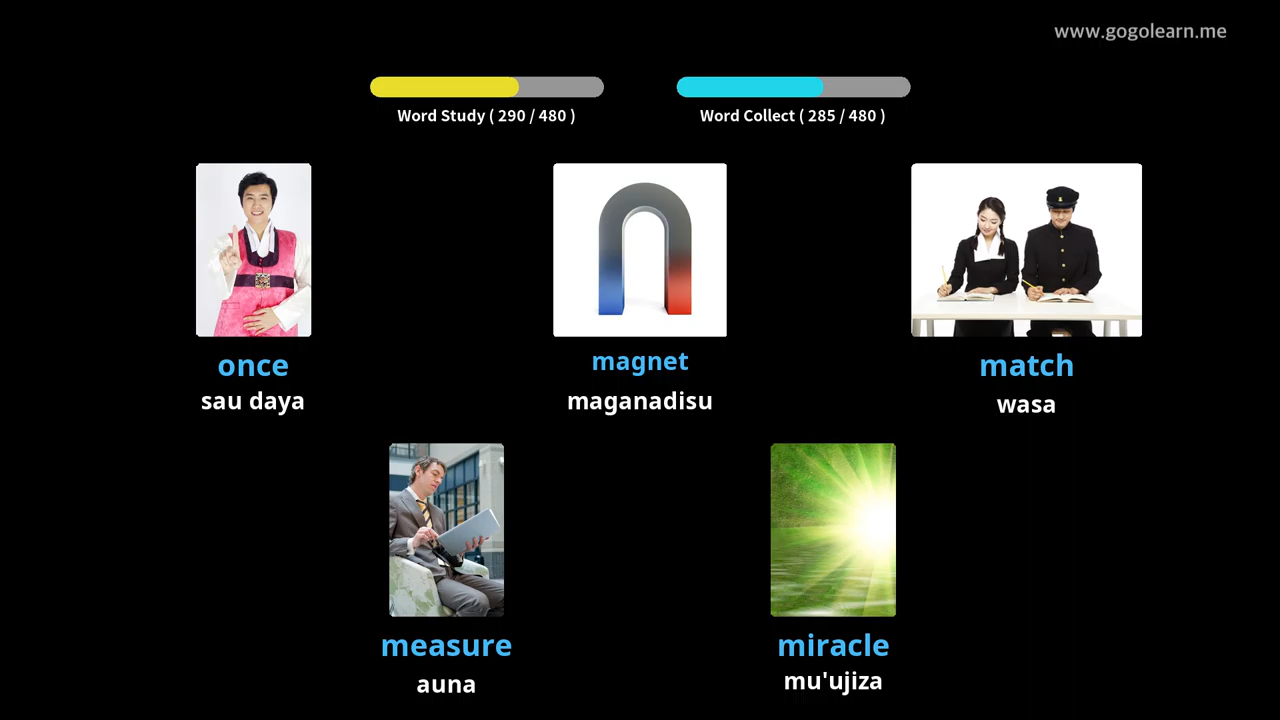 www.gogolearn.me
Word Study ( 290 / 480 )
Word Collect ( 285 / 480 )
once
sau daya
magnet
maganadisu
match
wasa
measure
auna
miracle
mu'ujiza